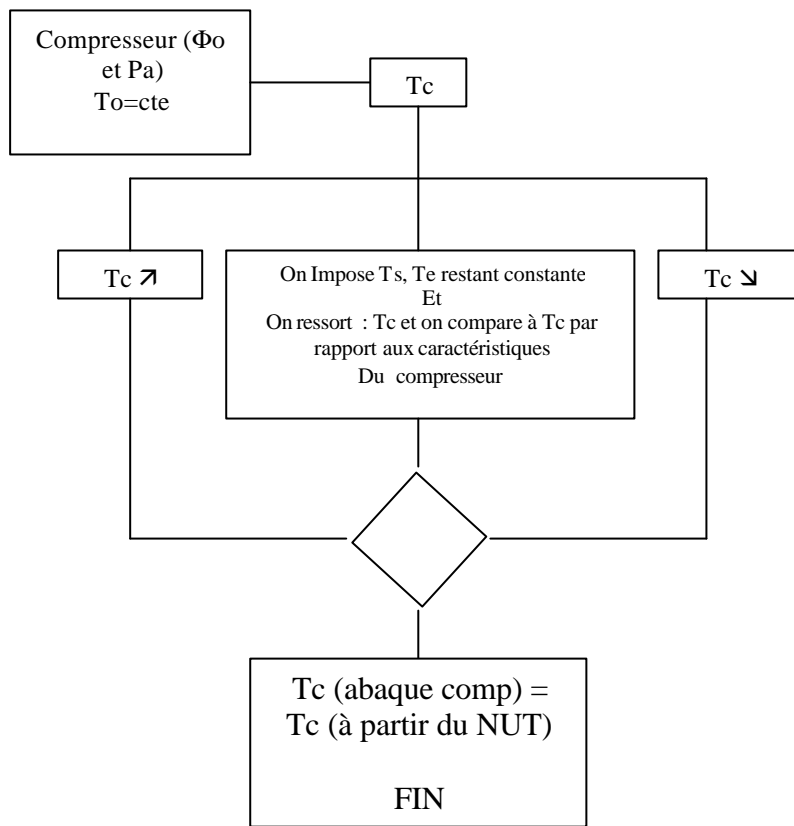 Compresseur (Φo
et Pa)
To=cte
Tc
Tc ↗
On Impose Ts, Te restant constante
Et
On ressort : Tc et on compare à Tc par
rapport aux caractéristiques
Du compresseur
Tc ↘
Tc (abaque comp) =
Tc (à partir du NUT)
FIN